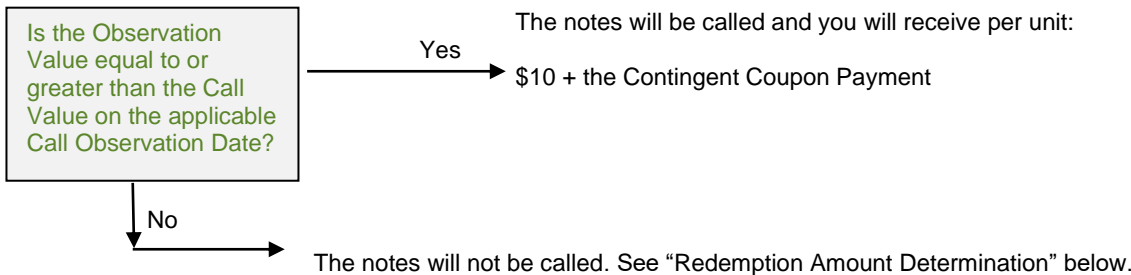 Is the Observation
Value equal to or
greater than the Call
Value on the applicable
Call Observation Date?
Yes
The notes will be called and you will receive per unit:
$10 + the Contingent Coupon Payment
No
The notes will not be called. See “Redemption Amount Determination” below.